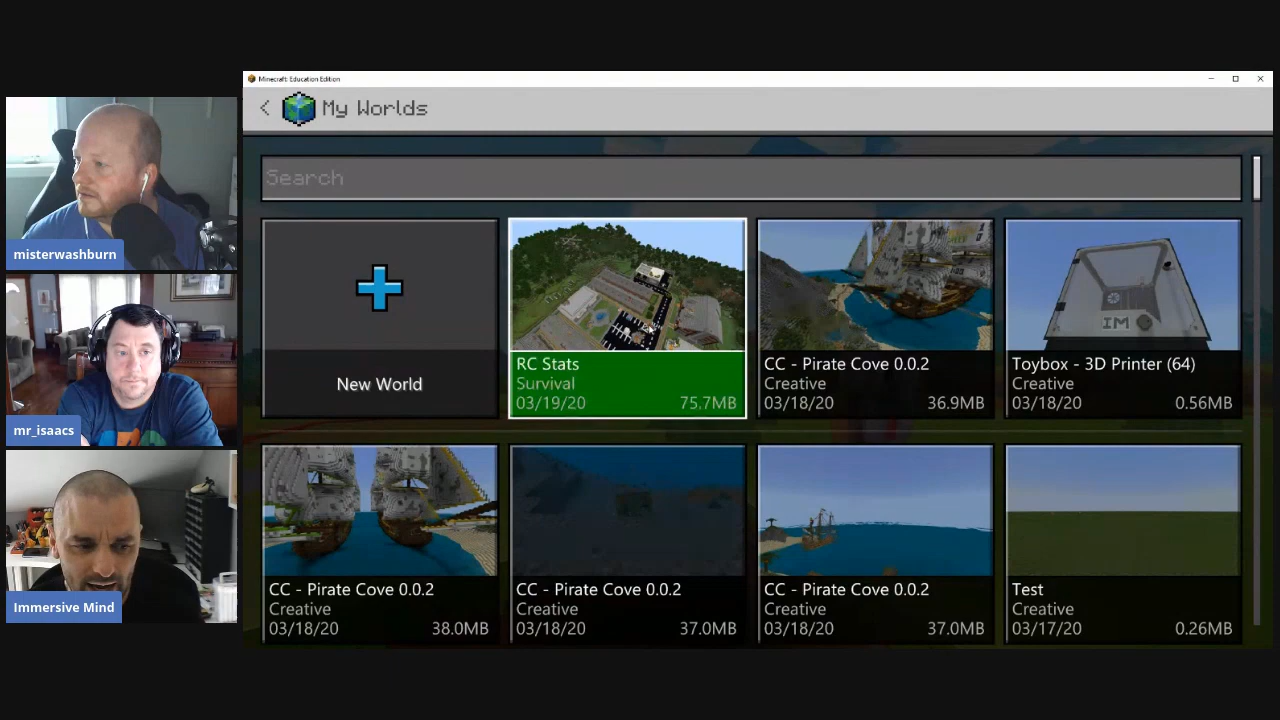 Minecraft: Education Edition
My Worlds
Search
misterwashburn
mr_isaacs
Immersive Mind
New World
RC Stats
Survival
03/19/20 75.7MB
CC - Pirate Cove 0.0.2
Creative
03/18/20 36.9MB
IM
Toybox - 3D Printer (64)
Creative
03/18/20 0.56MB
CC - Pirate Cove 0.0.2
Creative
03/18/20 38.0MB
CC - Pirate Cove 0.0.2
Creative
03/18/20 37.0MB
CC - Pirate Cove 0.0.2
Creative
03/18/20 37.0MB
Test
Creative
03/17/20 0.26MB